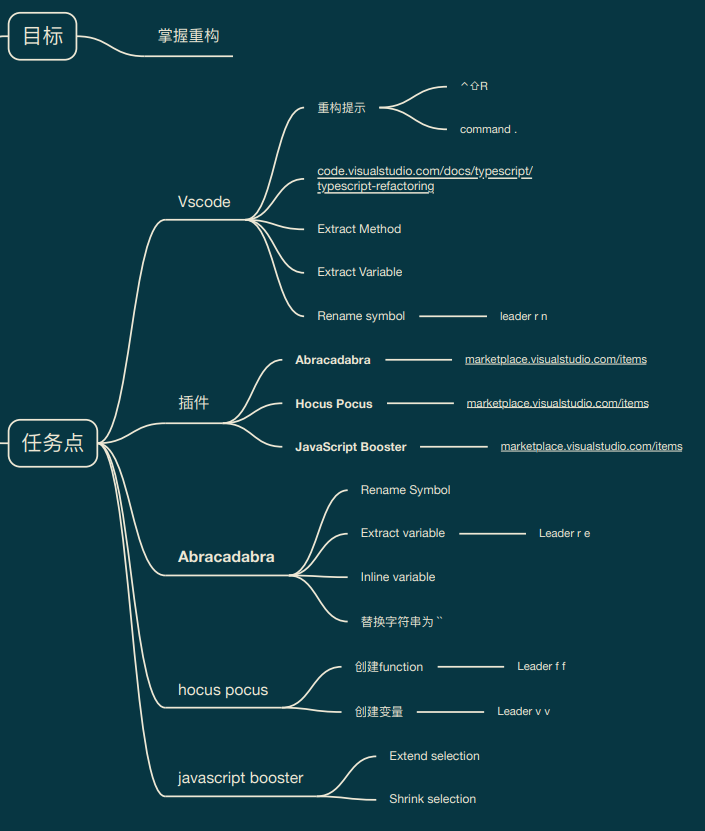 目标
掌握重构
任务点
Vscode
重构提示
^⇧R
command .
code.visualstudio.com/docs/typescript/
typescript-refactoring
Extract Method
Extract Variable
Rename symbol
leader r n
插件
Abracadabra
marketplace.visualstudio.com/items
Hocus Pocus
marketplace.visualstudio.com/items
JavaScript Booster
marketplace.visualstudio.com/items
Abracadabra
Rename Symbol
Extract variable
Leader r e
Inline variable
替换字符串为 ``
hocus pocus
创建function
Leader f f
创建变量
Leader v v
javascript booster
Extend selection
Shrink selection